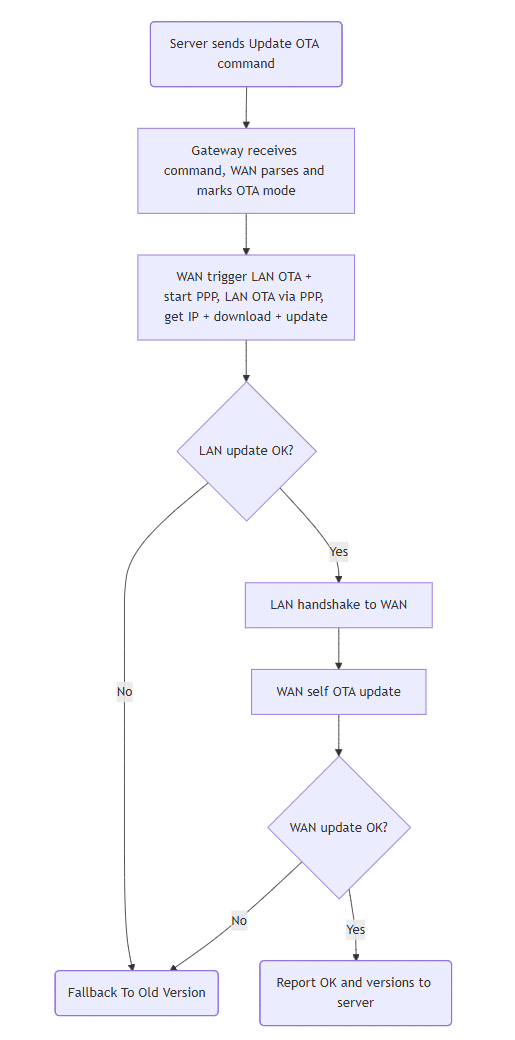 Server sends Update OTA
command
Gateway receives
command, WAN parses and
marks OTA mode
WAN trigger LAN OTA +
start PPP, LAN OTA via PPP,
get IP + download + update
LAN update OK?
Yes
LAN handshake to WAN
No
WAN self OTA update
WAN update OK?
No
Yes
Fallback To Old Version
Report OK and versions to
server